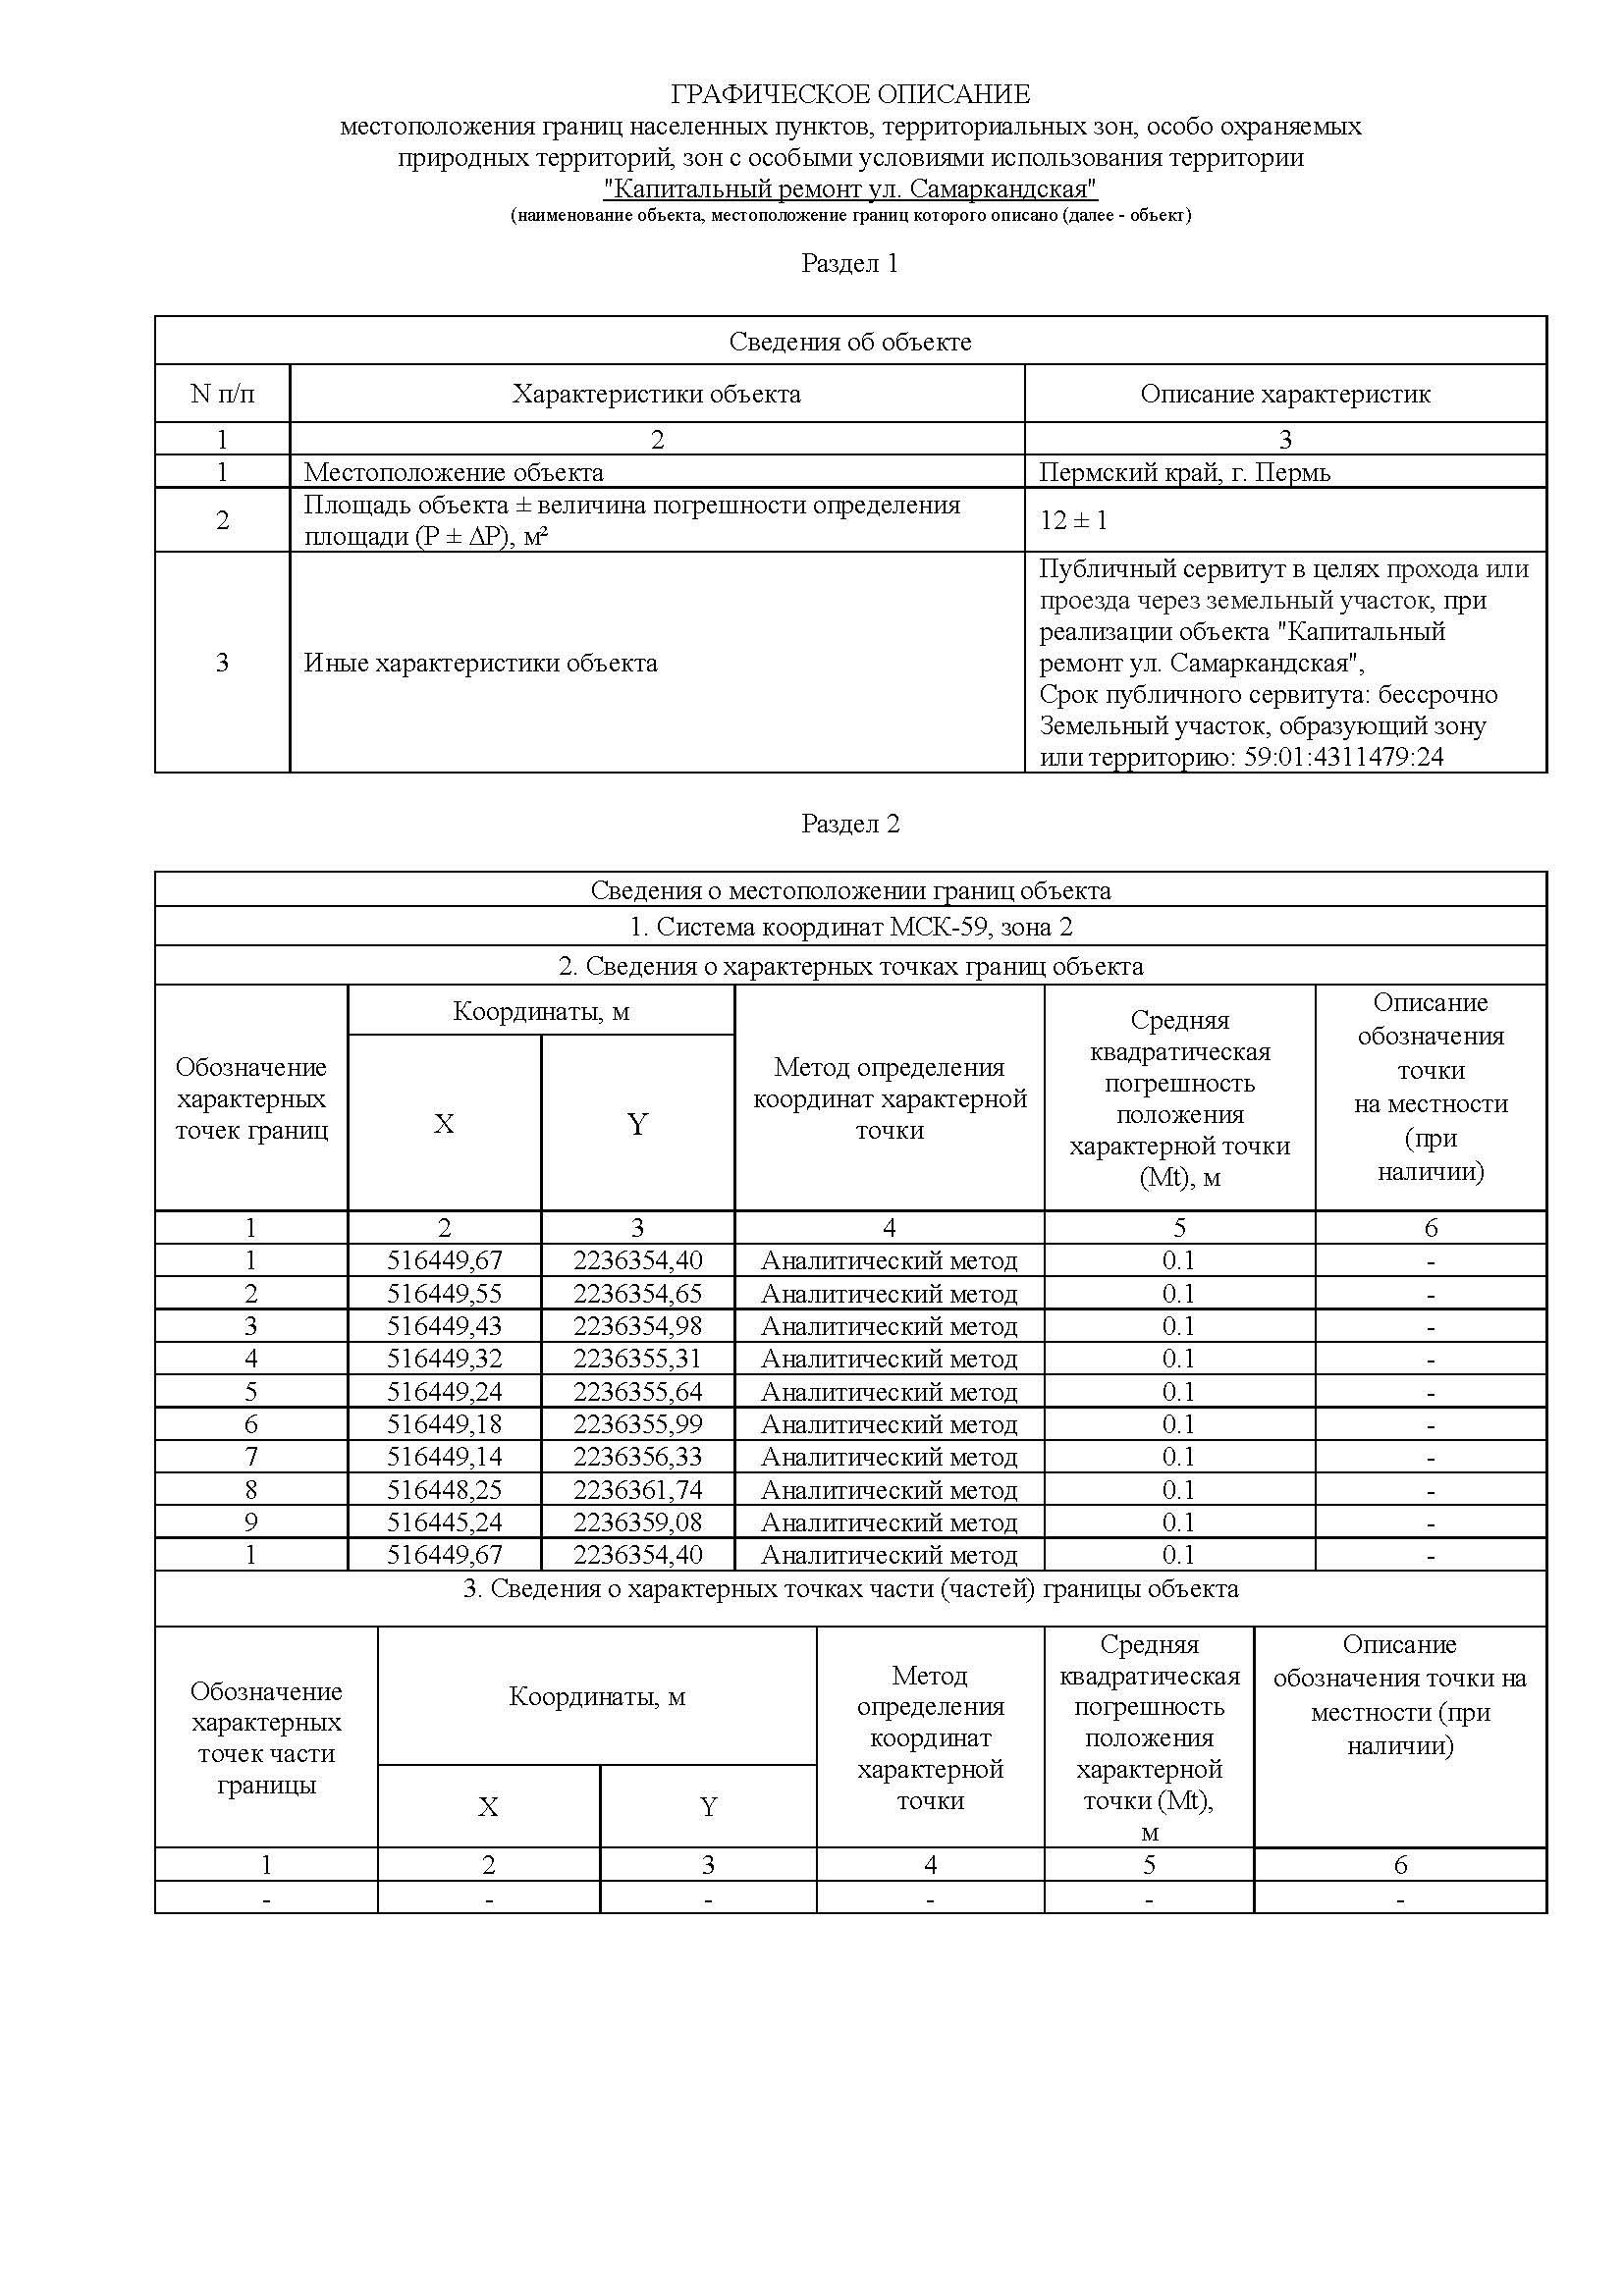 ГРАФИЧЕСКОЕ ОПИСАНИЕ
местоположения границ населенных пунктов, территориальных зон, особо охраняемых
природных территорий, зон с особыми условиями использования территории
"Капитальный ремонт ул. Самаркандская"
(наименование объекта, местоположение границ которого описано (далее - объект)
Раздел 1
Сведения об объекте
N п/п Характеристики объекта Описание характеристик
1 2 3
1 Местоположение объекта Пермский край, г. Пермь
2 Площадь объекта ± величина погрешности определения
площади (P ± ΔP), м² 12 ± 1
3 Иные характеристики объекта
Публичный сервитут в целях прохода или
проезда через земельный участок, при
реализации объекта "Капитальный
ремонт ул. Самаркандская",
Срок публичного сервитута: бессрочно
Земельный участок, образующий зону
или территорию: 59:01:4311479:24
Раздел 2
Сведения о местоположении границ объекта
1. Система координат МСК-59, зона 2
2. Сведения о характерных точках границ объекта
Обозначение
характерных
точек границ
Координаты, м
X Y
Метод определения
координат характерной
точки
Средняя
квадратическая
погрешность
положения
характерной точки
(Mt), м
Описание
обозначения
точки
на местности
(при
наличии)
1 2 3 4 5 6
1 516449,67 2236354,40 Аналитический метод 0.1 -
2 516449,55 2236354,65 Аналитический метод 0.1 -
3 516449,43 2236354,98 Аналитический метод 0.1 -
4 516449,32 2236355,31 Аналитический метод 0.1 -
5 516449,24 2236355,64 Аналитический метод 0.1 -
6 516449,18 2236355,99 Аналитический метод 0.1 -
7 516449,14 2236356,33 Аналитический метод 0.1 -
8 516448,25 2236361,74 Аналитический метод 0.1 -
9 516445,24 2236359,08 Аналитический метод 0.1 -
1 516449,67 2236354,40 Аналитический метод 0.1 -
3. Сведения о характерных точках части (частей) границы объекта
Обозначение
характерных
точек части
границы
Координаты, м
X Y
Метод
определения
координат
характерной
точки
Средняя
квадратическая
погрешность
положения
характерной
точки (Mt),
м
Описание
обозначения точки на
местности (при
наличии)
1 2 3 4 5 6
- - - - - -